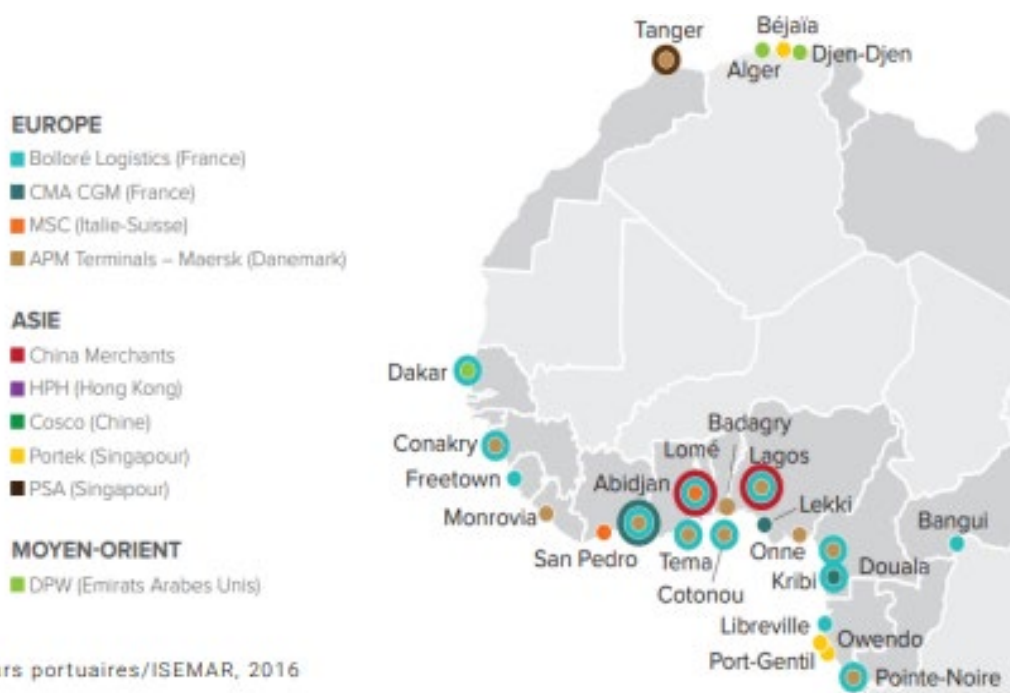 EUROPE
Bolloré Logistics (France)
CMA CGM (France)
MSC (Italie-Suisse)
APM Terminals – Maersk (Danemark)
ASIE
China Merchants
HPH (Hong Kong)
Cosco (Chine)
Portek (Singapour)
PSA (Singapour)
MOYEN-ORIENT
DPW (Emirats Arabes Unis)
rs portuaires/ISEMAR, 2016
Tanger
Béjaïa
Alger
Djen-Djen
Dakar
Conakry
Freetown
Monrovia
San Pedro
Abidjan
Lomé
Badagry
Lagos
Tema
Cotonou
Lekki
Onne
Douala
Kribi
Bangui
Libreville
Owendo
Port-Gentil
Pointe-Noire